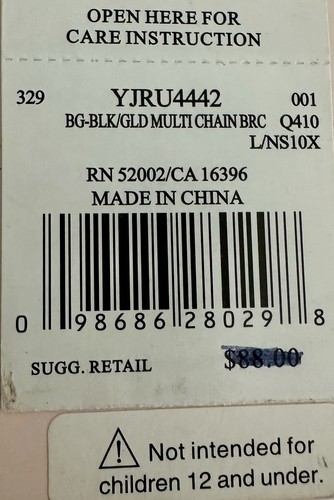 OPEN HERE FOR
CARE INSTRUCTION
329 YJRU4442 001
BG-BLK/GLD MULTI CHAIN BRC Q410
L/NS10X
RN 52002/CA 16396
MADE IN CHINA
0 98686 28029 8
SUGG. RETAIL $88.00
Not intended for
children 12 and under.